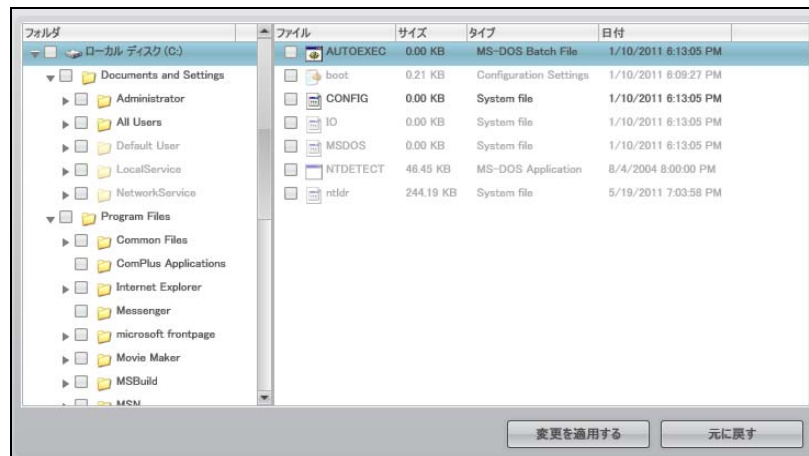 フォルダ
ローカル ディスク (C:)
Documents and Settings
Administrator
All Users
Default User
LocalService
NetworkService
Program Files
Common Files
ComPlus Applications
Internet Explorer
Messenger
microsoft frontpage
Movie Maker
MSBuild
MSN
ファイル サイズ タイプ 日付
AUTOEXEC 0.00 KB MS-DOS Batch File 1/10/2011 6:13:05 PM
boot 0.21 KB Configuration Settings 1/10/2011 6:09:27 PM
CONFIG 0.00 KB System file 1/10/2011 6:13:05 PM
IO 0.00 KB System file 1/10/2011 6:13:05 PM
MSDOS 0.00 KB System file 1/10/2011 6:13:05 PM
NTDETECT 46.45 KB MS-DOS Application 8/4/2004 8:00:00 PM
ntldr 244.19 KB System file 5/19/2011 7:03:58 PM
変更を適用する 元に戻す